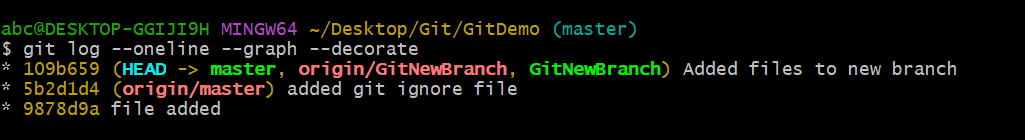 abc@DESKTOP-GGIJI9H MINGW64 ~/Desktop/Git/GitDemo (master)
$ git log --oneline --graph --decorate
* 109b659 (HEAD -> master, origin/GitNewBranch, GitNewBranch) Added files to new branch
* 5b2d1d4 (origin/master) added git ignore file
* 9878d9a file added